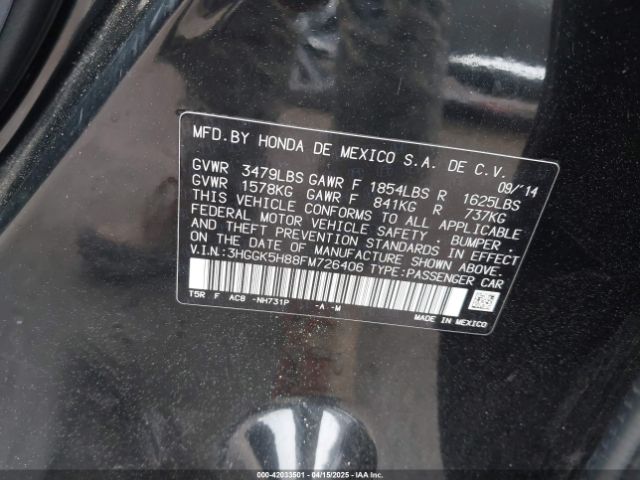 MFD.BY HONDA DE MEXICO S.A. DE C.V.
09/14
GVWR 3479LBS GAWR F 1854LBS R 1625LBS
GVWR 1578KG GAWR F 841KG R 737KG
THIS VEHICLE CONFORMS TO ALL APPLICABLE
FEDERAL MOTOR VEHICLE SAFETY , BUMPER,
AND THEFT PREVENTION STANDARDS IN EFFECT
ON THE DATE OF MANUFACTURE SHOWN ABOVE.
V.I.N.:3HGGK5H88FM726406 TYPE:PASSENGER CAR
T5R F AC8 -NH731P -A -M
MADE IN MEXICO
000-42033501 04/15/2025 IAAI/ACV